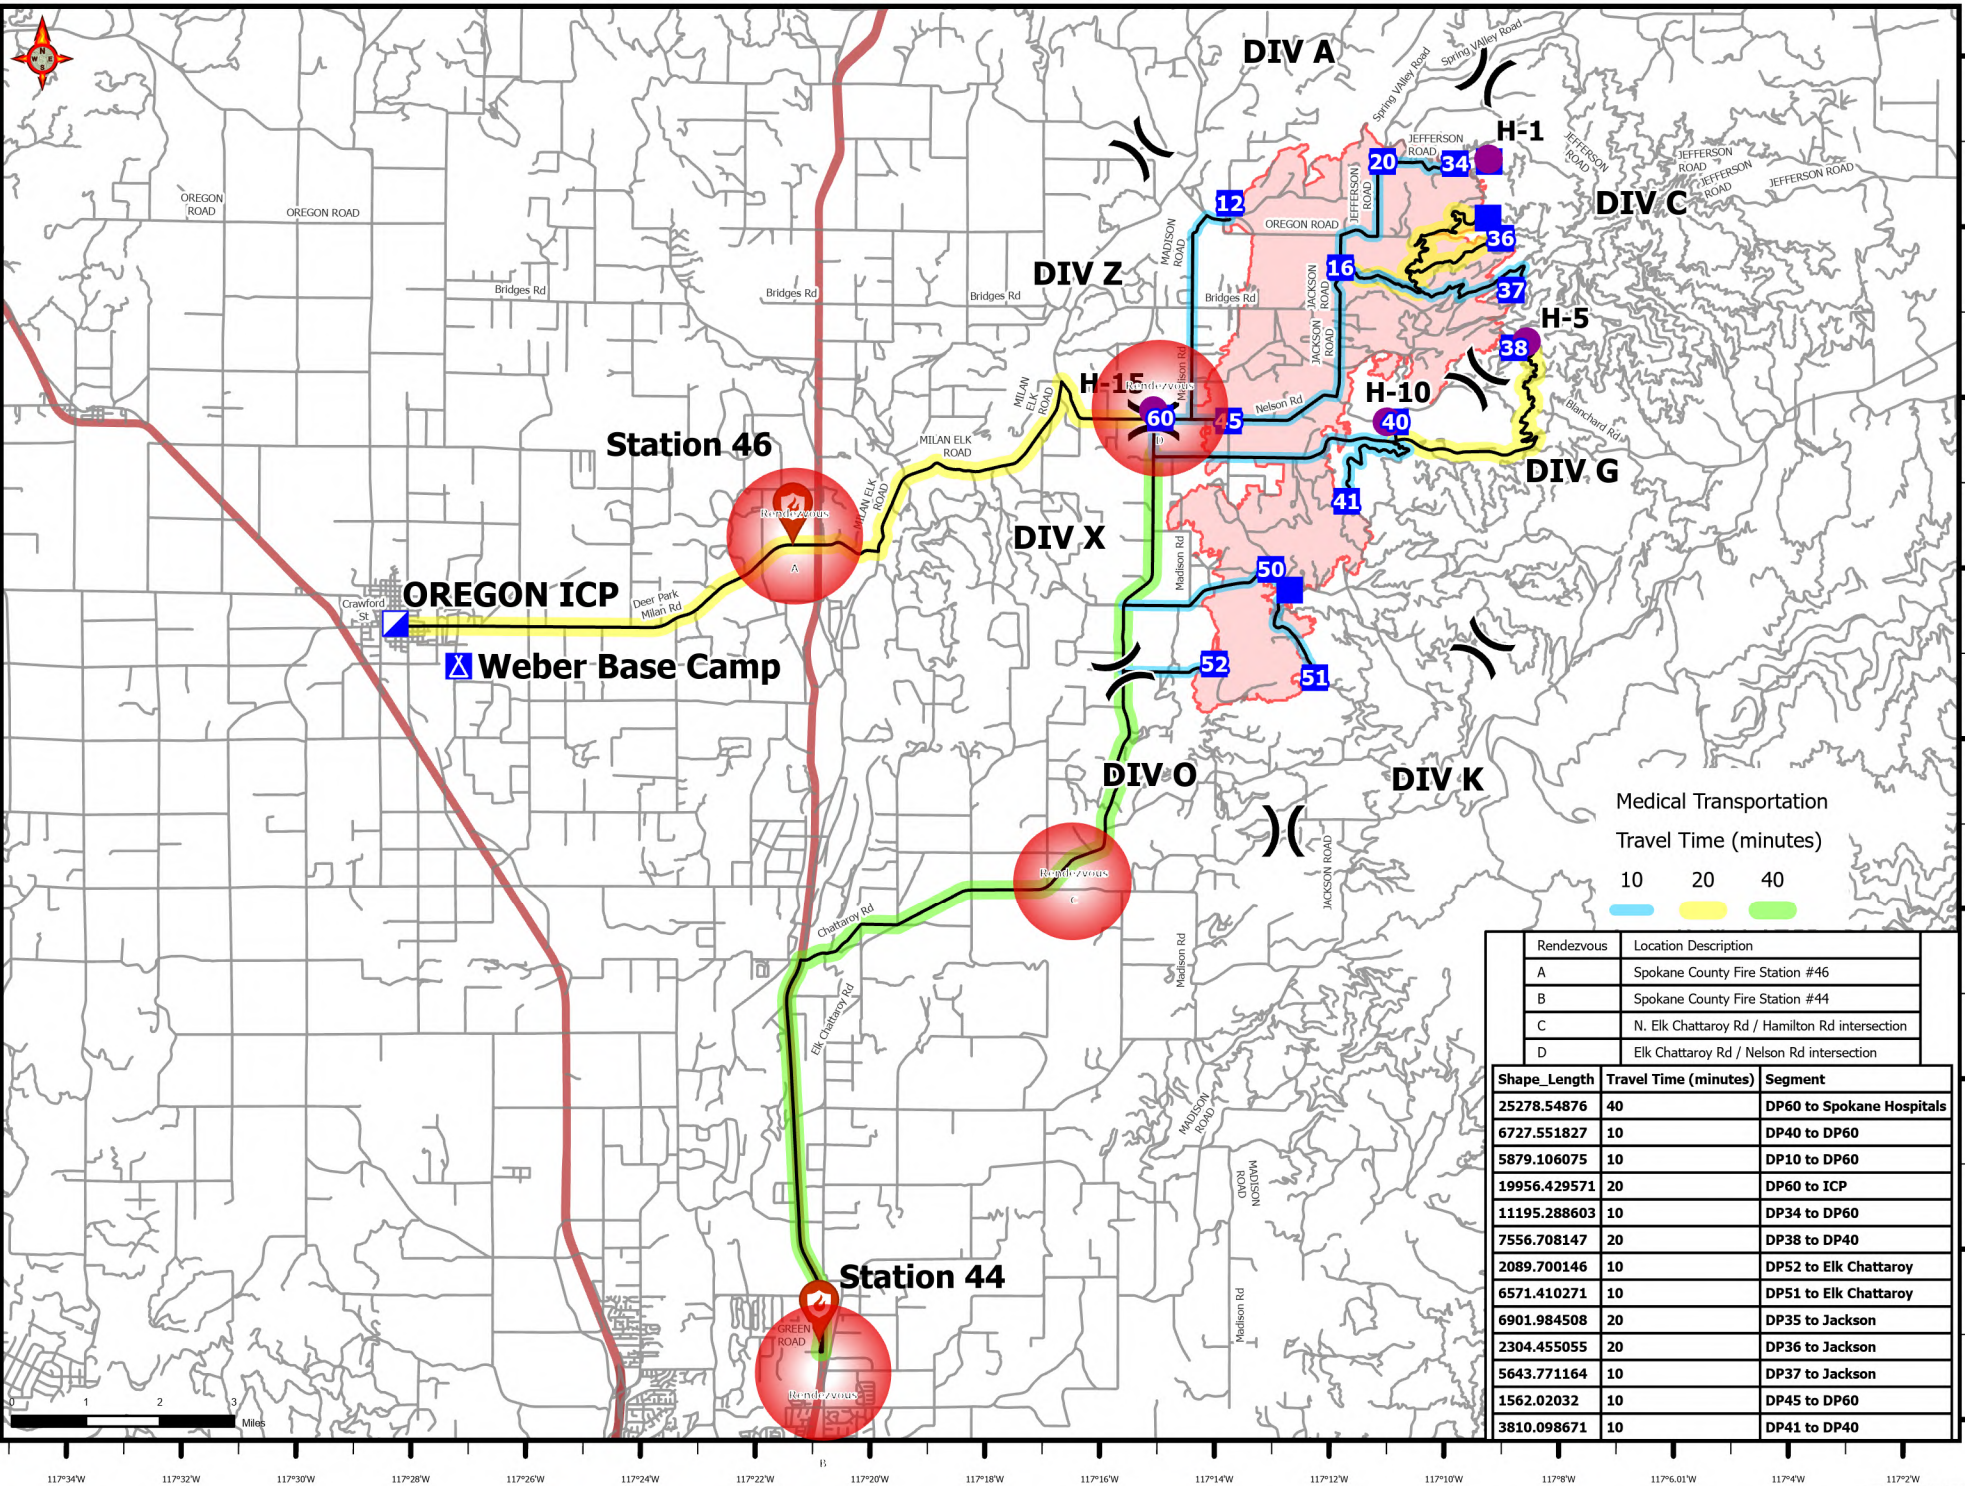 N
W E
S
DIV A
Spring VAlley Road
Spring VAlley Road
H-1
JEFFERSON
ROAD
JEFFERSON
ROAD
JEFFERSON
ROAD
JEFFERSON
ROAD
JEFFERSON ROAD
20
34
DIV C
OREGON
ROAD
OREGON ROAD
12
JEFFERSON
ROAD
OREGON ROAD
MADISON
ROAD
36
DIV Z
16
37
Bridges Rd
Bridges Rd
Bridges Rd
Bridges Rd
JACKSON
ROAD
JACKSON
ROAD
H-5
38
H-15
Rendezvous
Madison Rd
MILAN
ELK
ROAD
60
45
Nelson Rd
H-10
40
Blanchard Rd
D
Station 46
MILAN ELK
ROAD
DIV G
MILAN ELK
ROAD
41
Rendezvous
A
DIV X
Madison Rd
50
OREGON ICP
Crawford
St
Deer Park
Milan Rd
Weber Base Camp
52
51
DIV O
DIV K
JACKSON ROAD
Rendezvous
C
Chattaroy Rd
Madison Rd
Elk Chattaroy Rd
MADISON
ROAD
MADISON
ROAD
Madison Rd
Station 44
GREEN
ROAD
Rendezvous
B
Medical Transportation
Travel Time (minutes)
10 20 40
Rendezvous Location Description
A Spokane County Fire Station #46
B Spokane County Fire Station #44
C N. Elk Chattaroy Rd / Hamilton Rd intersection
D Elk Chattaroy Rd / Nelson Rd intersection
Shape_Length Travel Time (minutes) Segment
25278.54876 40 DP60 to Spokane Hospitals
6727.551827 10 DP40 to DP60
5879.106075 10 DP10 to DP60
19956.429571 20 DP60 to ICP
11195.288603 10 DP34 to DP60
7556.708147 20 DP38 to DP40
2089.700146 10 DP52 to Elk Chattaroy
6571.410271 10 DP51 to Elk Chattaroy
6901.984508 20 DP35 to Jackson
2304.455055 20 DP36 to Jackson
5643.771164 10 DP37 to Jackson
1562.02032 10 DP45 to DP60
3810.098671 10 DP41 to DP40
0 1 2 3
Miles
117°34'W 117°32'W 117°30'W 117°28'W 117°26'W 117°24'W 117°22'W 117°20'W 117°18'W 117°16'W 117°14'W 117°12'W 117°10'W 117°8'W 117°6.01'W 117°4'W 117°2'W